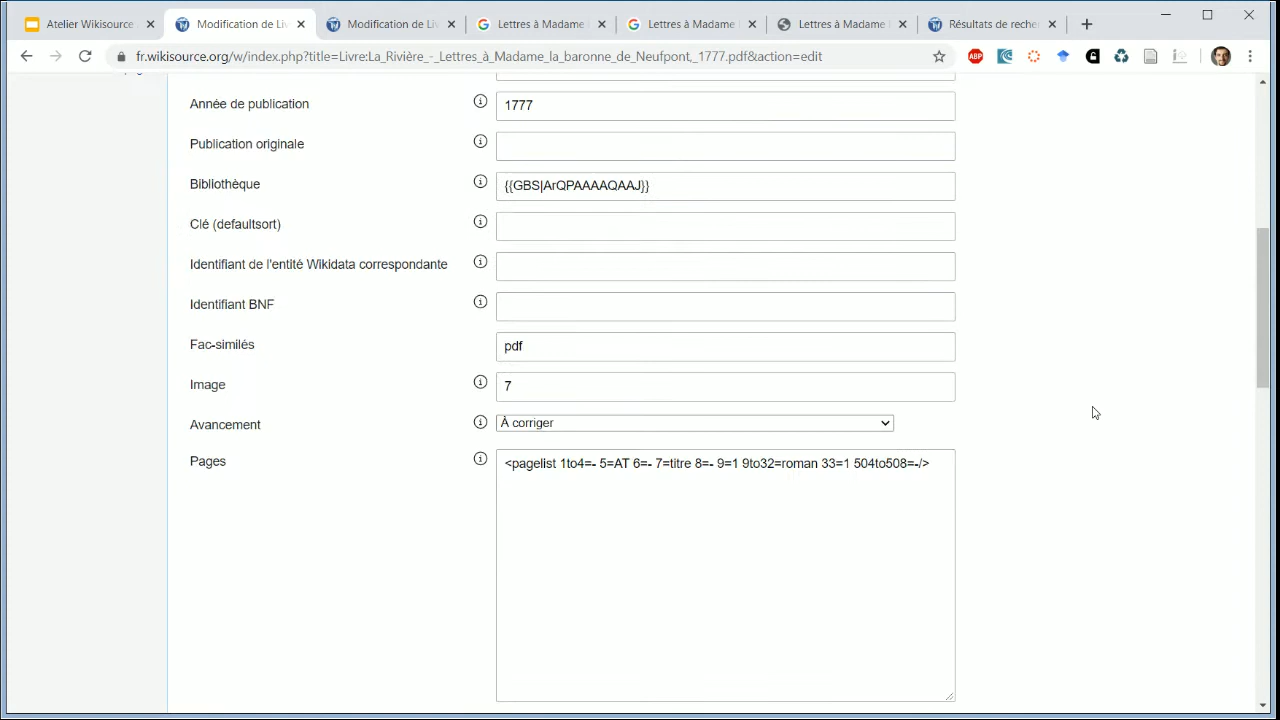 Atelier Wikisource
Modification de Li
Modification de Li
Lettres à Madame
Lettres à Madame
Lettres à Madame
Résultats de reche
fr.wikisource.org/w/index.php?title=Livre:La_Rivière_-_Lettres_à_Madame_la_baronne_de_Neufpont,_1777.pdf&action=edit
ABP
Année de publication
1777
Publication originale
Bibliothèque
{{GBS|ArQPAAAAQAAJ}}
Clé (defaultsort)
Identifiant de l'entité Wikidata correspondante
Identifiant BNF
Fac-similés
pdf
Image
7
Avancement
À corriger
Pages
<pagelist 1to4=- 5=AT 6=- 7=titre 8=- 9=1 9to32=roman 33=1 504to508=-/>